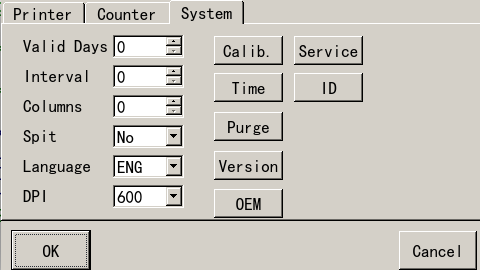 Printer Counter System
Valid Days 0 Calib. Service
Interval 0 Time ID
Columns 0 Purge
Spit No
Language ENG Version
DPI 600 OEM
OK Cancel